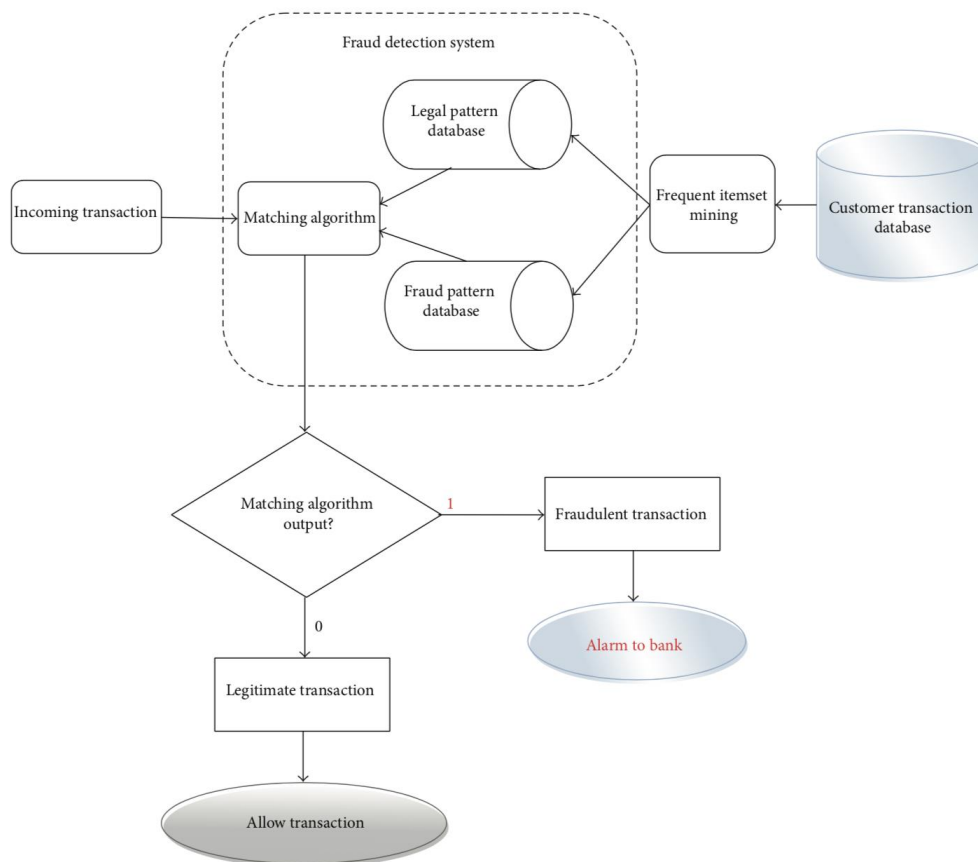 Fraud detection system
Legal pattern
database
Incoming transaction
Matching algorithm
Frequent itemset
mining
Customer transaction
database
Fraud pattern
database
Matching algorithm
output?
1
Fraudulent transaction
0
Alarm to bank
Legitimate transaction
Allow transaction